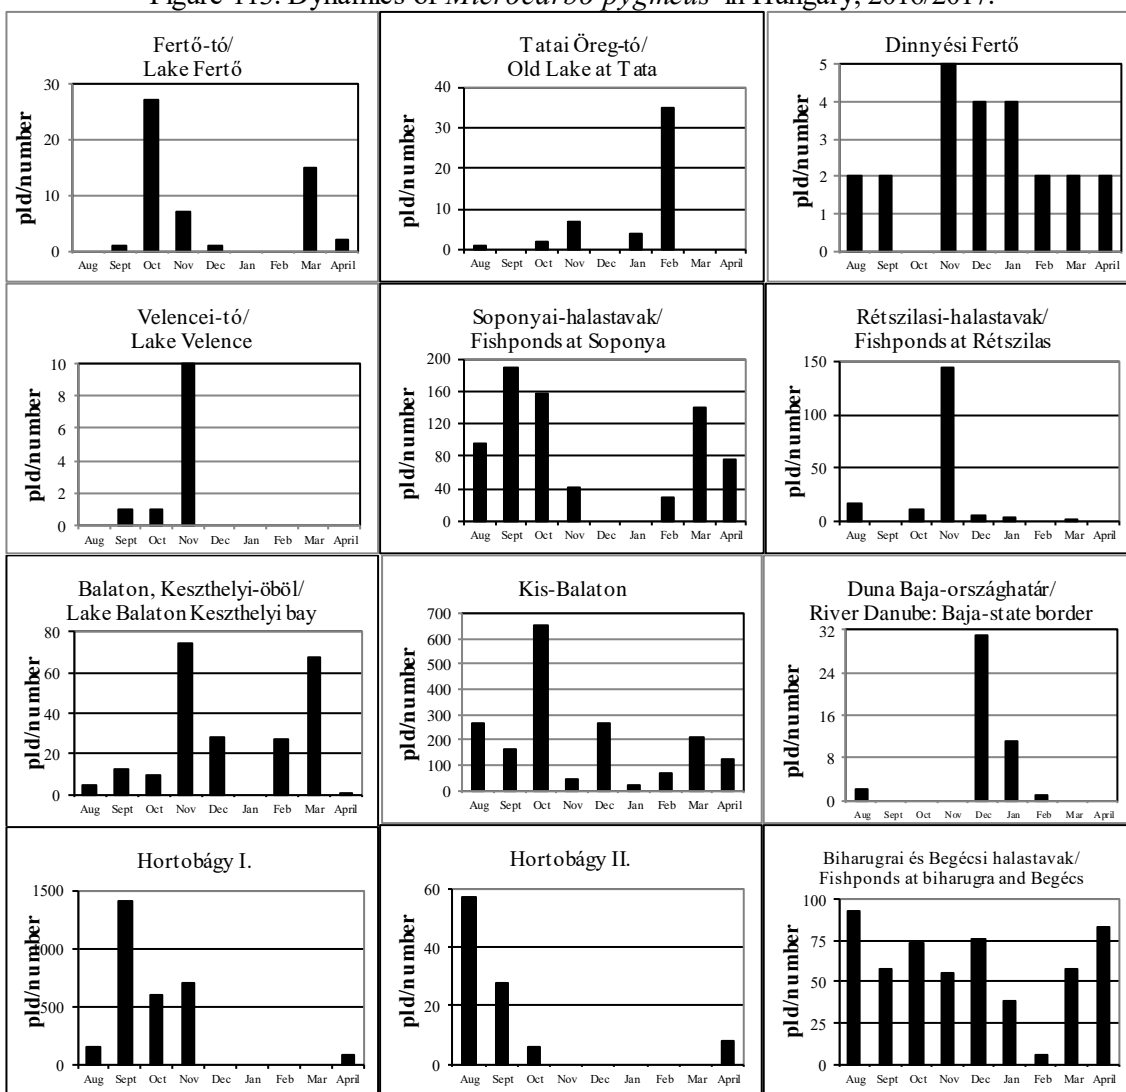 Figure 113. Dynamics of Microcarbo pygmeus in Hungary, 2016/2017.
Fertő-tó/
Lake Fertő
pld/number
30
20
10
0
Aug Sept Oct Nov Dec Jan Feb Mar April
Tatai Öreg-tó/
Old Lake at Tata
pld/number
40
30
20
10
0
Aug Sept Oct Nov Dec Jan Feb Mar April
Dinnyési Fertő
pld/number
5
4
3
2
1
0
Aug Sept Oct Nov Dec Jan Feb Mar April
Velencei-tó/
Lake Velence
pld/number
10
8
6
4
2
0
Aug Sept Oct Nov Dec Jan Feb Mar April
Soponyai-halastavak/
Fishponds at Soponya
pld/number
200
160
120
80
40
0
Aug Sept Oct Nov Dec Jan Feb Mar April
Rétszilasi-halastavak/
Fishponds at Rétszilas
pld/number
150
100
50
0
Aug Sept Oct Nov Dec Jan Feb Mar April
Balaton, Keszthelyi-öböl/
Lake Balaton Keszthelyi bay
pld/number
80
60
40
20
0
Aug Sept Oct Nov Dec Jan Feb Mar April
Kis-Balaton
pld/number
700
600
500
400
300
200
100
0
Aug Sept Oct Nov Dec Jan Feb Mar April
Duna Baja-országhatár/
River Danube: Baja-state border
pld/number
32
24
16
8
0
Aug Sept Oct Nov Dec Jan Feb Mar April
Hortobágy I.
pld/number
1500
1000
500
0
Aug Sept Oct Nov Dec Jan Feb Mar April
Hortobágy II.
pld/number
60
40
20
0
Aug Sept Oct Nov Dec Jan Feb Mar April
Biharugrai és Begécsi halastavak/
Fishponds at biharugra and Begécs
pld/number
100
75
50
25
0
Aug Sept Oct Nov Dec Jan Feb Mar April